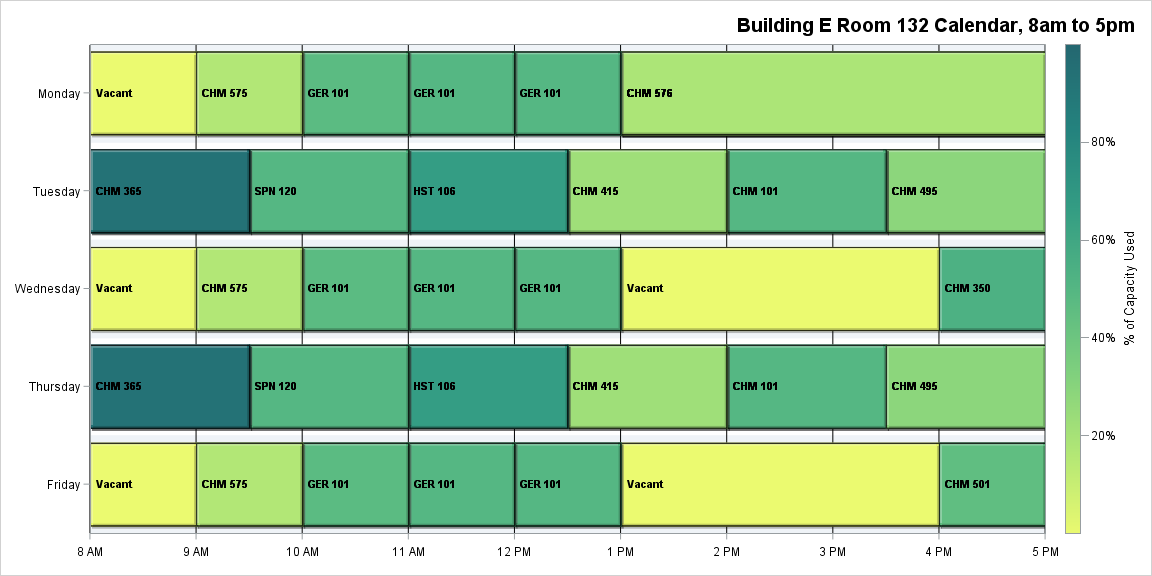 Building E Room 132 Calendar, 8am to 5pm
Monday
Vacant
CHM 575
GER 101
GER 101
GER 101
CHM 576
Tuesday
CHM 365
SPN 120
HST 106
CHM 415
CHM 101
CHM 495
Wednesday
Vacant
CHM 575
GER 101
GER 101
GER 101
Vacant
CHM 350
Thursday
CHM 365
SPN 120
HST 106
CHM 415
CHM 101
CHM 495
Friday
Vacant
CHM 575
GER 101
GER 101
GER 101
Vacant
CHM 501
8 AM
9 AM
10 AM
11 AM
12 PM
1 PM
2 PM
3 PM
4 PM
5 PM
80%
60%
40%
20%
% of Capacity Used